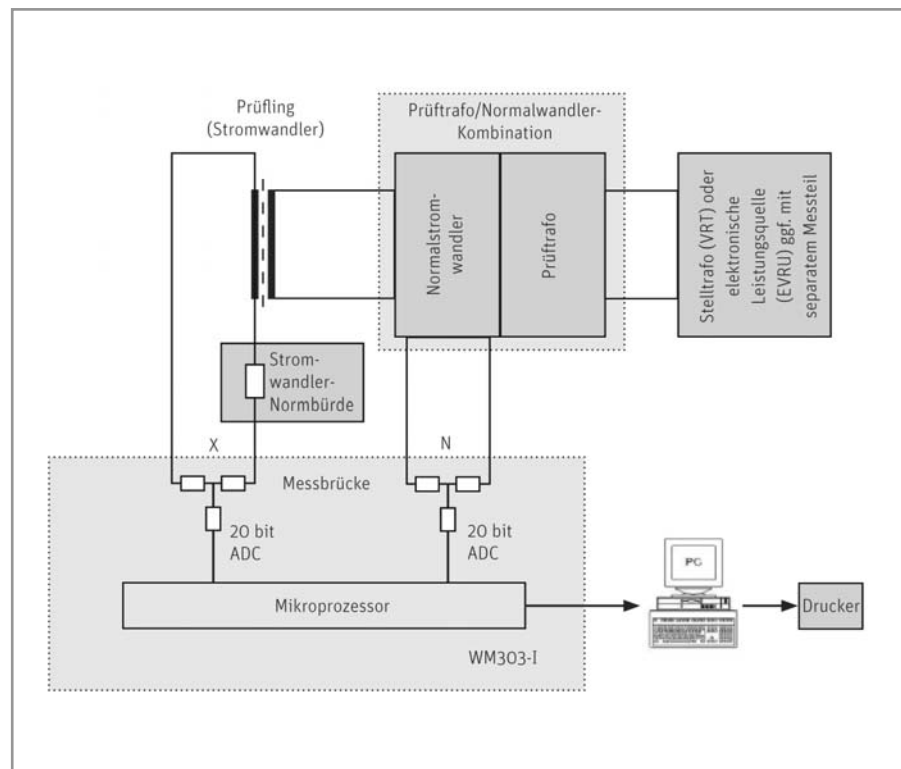 Prüfling
(Stromwandler)
Prüftrafo/Normalwandler-
Kombination
Normalstrom-
wandler
Prüftrafo
Stelltrafo (VRT) oder
elektronische
Leistungsquelle
(EVRU) ggf. mit
separatem Messteil
Strom-
wandler-
Normbürde
X
N
Messbrücke
20 bit
ADC
20 bit
ADC
Mikroprozessor
WM303-I
PC
Drucker